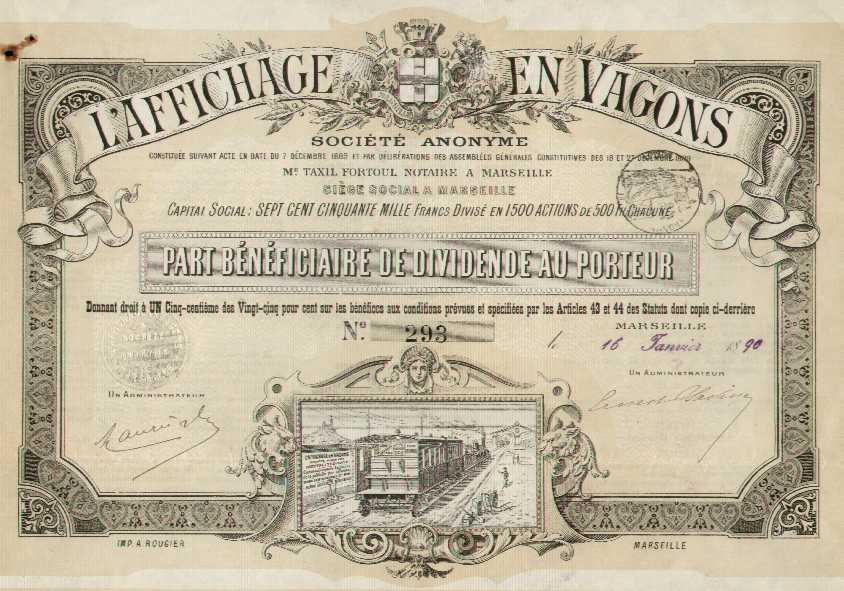 L'AFFICHAGE EN VAGONS
SOCIÉTÉ ANONYME
CONSTITUÉE SUIVANT ACTE EN DATE DU 7 DÉCEMBRE 1889 ET PAR DÉLIBÉRATIONS DES ASSEMBLÉES GÉNÉRALES CONSTITUTIVES DES 18 ET 27 DÉCEMBRE 1889
Me TAXIL FORTOUL NOTAIRE A MARSEILLE
SIÈGE SOCIAL A MARSEILLE
CAPITAL SOCIAL: SEPT CENT CINQUANTE MILLE FRANCS DIVISÉ EN 1500 ACTIONS DE 500 Fr. CHACUNE.
PART BÉNÉFICIAIRE DE DIVIDENDE AU PORTEUR
Donnant droit à UN Cinq-centième des Vingt-cinq pour cent sur les bénéfices aux conditions prévues et spécifiées par les Articles 43 et 44 des Statuts dont copie ci-derrière
No 293
MARSEILLE
le 16 Janvier 1890
UN ADMINISTRATEUR
UN ADMINISTRATEUR
IMP. A. ROUGIER
MARSEILLE